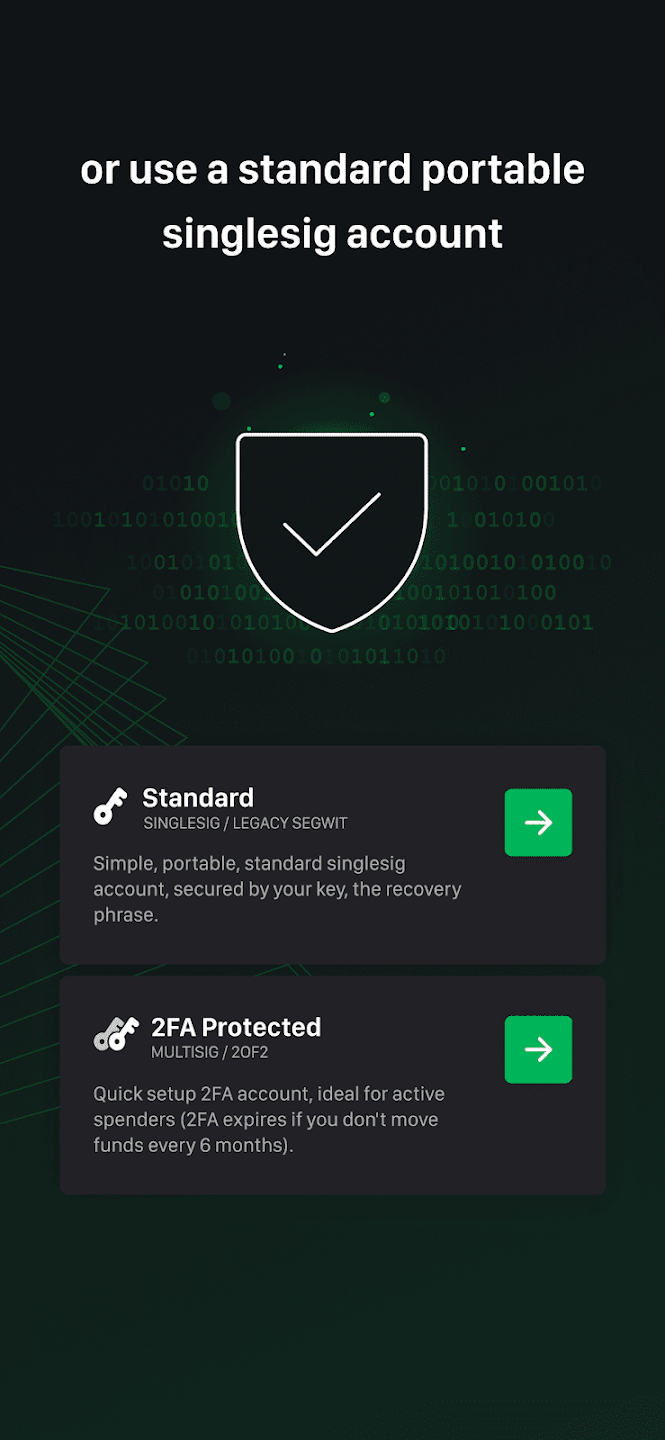 or use a standard portable
singlesig account
Standard
SINGLESIG / LEGACY SEGWIT
Simple, portable, standard singlesig
account, secured by your key, the recovery
phrase.
2FA Protected
MULTISIG / 2OF2
Quick setup 2FA account, ideal for active
spenders (2FA expires if you don't move
funds every 6 months).